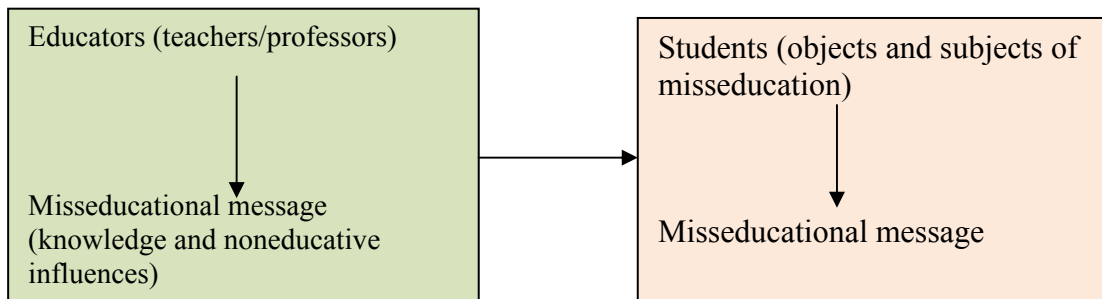 Educators (teachers/professors)
Misseducational message
(knowledge and noneducative
influences)
Students (objects and subjects of
misseducation)
Misseducational message